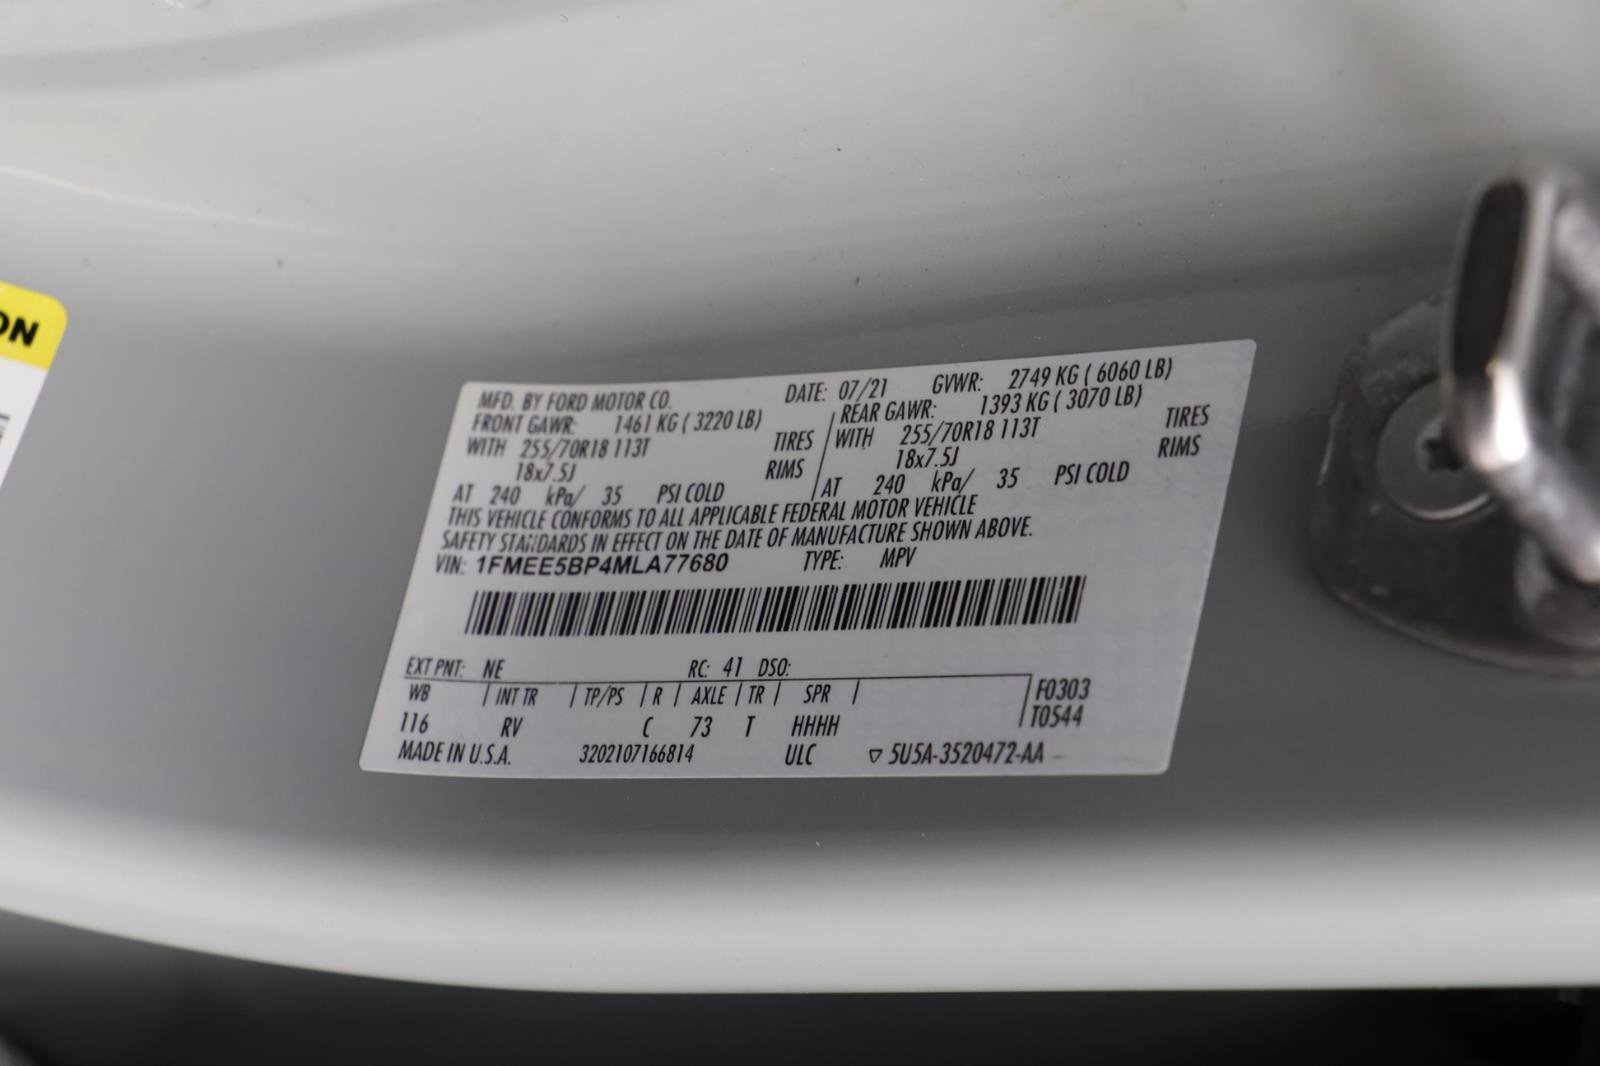 ON
MFD. BY FORD MOTOR CO. DATE: 07/21 GVWR: 2749 KG ( 6060 LB)
FRONT GAWR: 1461 KG ( 3220 LB) REAR GAWR: 1393 KG ( 3070 LB)
WITH 255/70R18 113T TIRES WITH 255/70R18 113T TIRES
18x7.5J RIMS 18x7.5J RIMS
AT 240 kPa/ 35 PSI COLD AT 240 kPa/ 35 PSI COLD
THIS VEHICLE CONFORMS TO ALL APPLICABLE FEDERAL MOTOR VEHICLE
SAFETY STANDARDS IN EFFECT ON THE DATE OF MANUFACTURE SHOWN ABOVE.
VIN: 1FMEE5BP4MLA77680 TYPE: MPV
EXT PNT: NE RC: 41 DSO:
WB | INT TR | TP/PS | R | AXLE | TR | SPR | F0303
116 RV C 73 T HHHH T0544
MADE IN U.S.A. 3202107166814 ULC ▽ 5U5A-3520472-AA